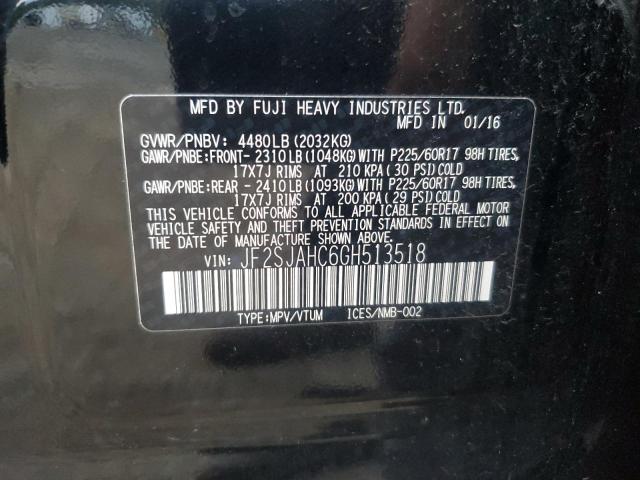 MFD BY FUJI HEAVY INDUSTRIES LTD.
MFD IN 01/16
GVWR/PNBV: 4480LB(2032KG)
GAWR/PNBE:FRONT-2310LB(1048KG)WITH P225/60R17 98H TIRES,
17X7J RIMS AT 210 KPA (30 PSI)COLD
GAWR/PNBE:REAR -2410LB(1093KG)WITH P225/60R17 98H TIRES,
17X7J RIMS AT 200 KPA (29 PSI)COLD
THIS VEHICLE CONFORMS TO ALL APPLICABLE FEDERAL MOTOR
VEHICLE SAFETY AND THEFT PREVENTION STANDARDS IN EFFECT ON
THE DATE OF MANUFACTURE SHOWN ABOVE.
VIN: JF2SJAHC6GH513518
TYPE:MPV/VTUM ICES/NMB-002